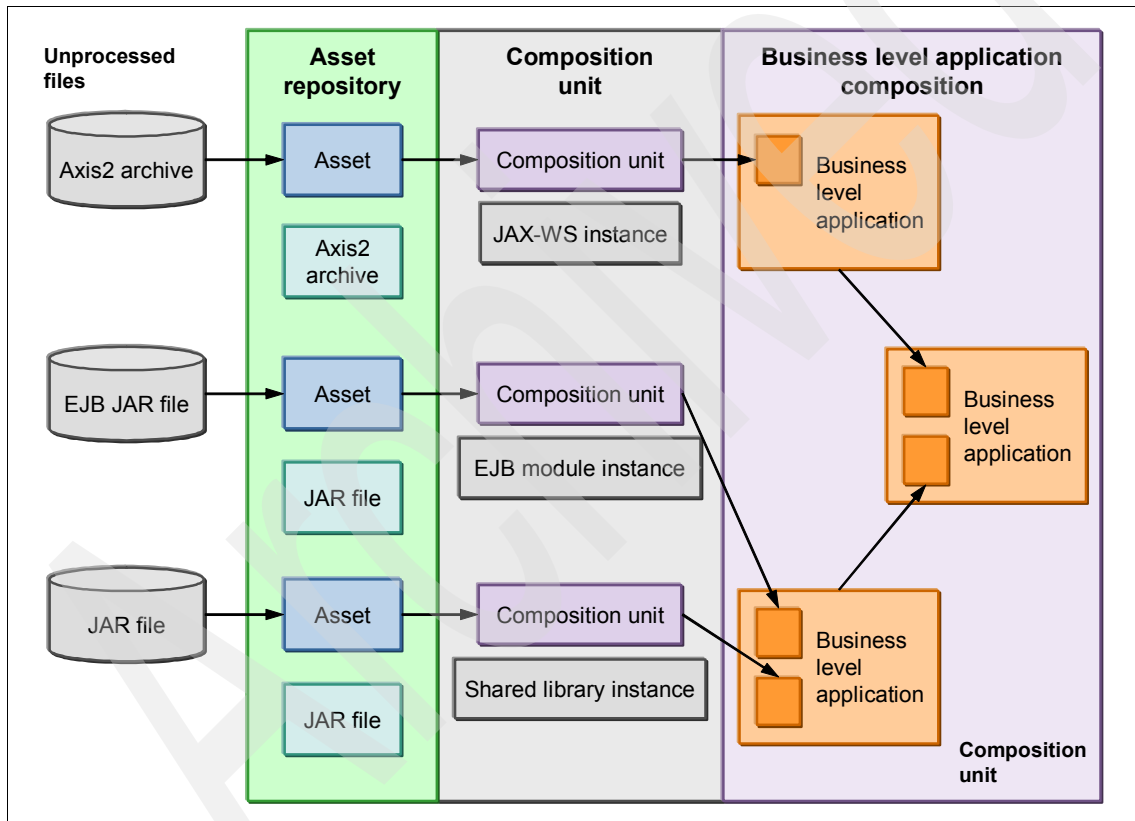 Unprocessed
files
Asset
repository
Composition
unit
Business level application
composition
Axis2 archive
Asset
Composition unit
Business
level
application
Axis2
archive
JAX-WS instance
EJB JAR file
Asset
Composition unit
Business
level
application
JAR file
EJB module instance
JAR file
Asset
Composition unit
Business
level
application
JAR file
Shared library instance
Composition
unit
Archived